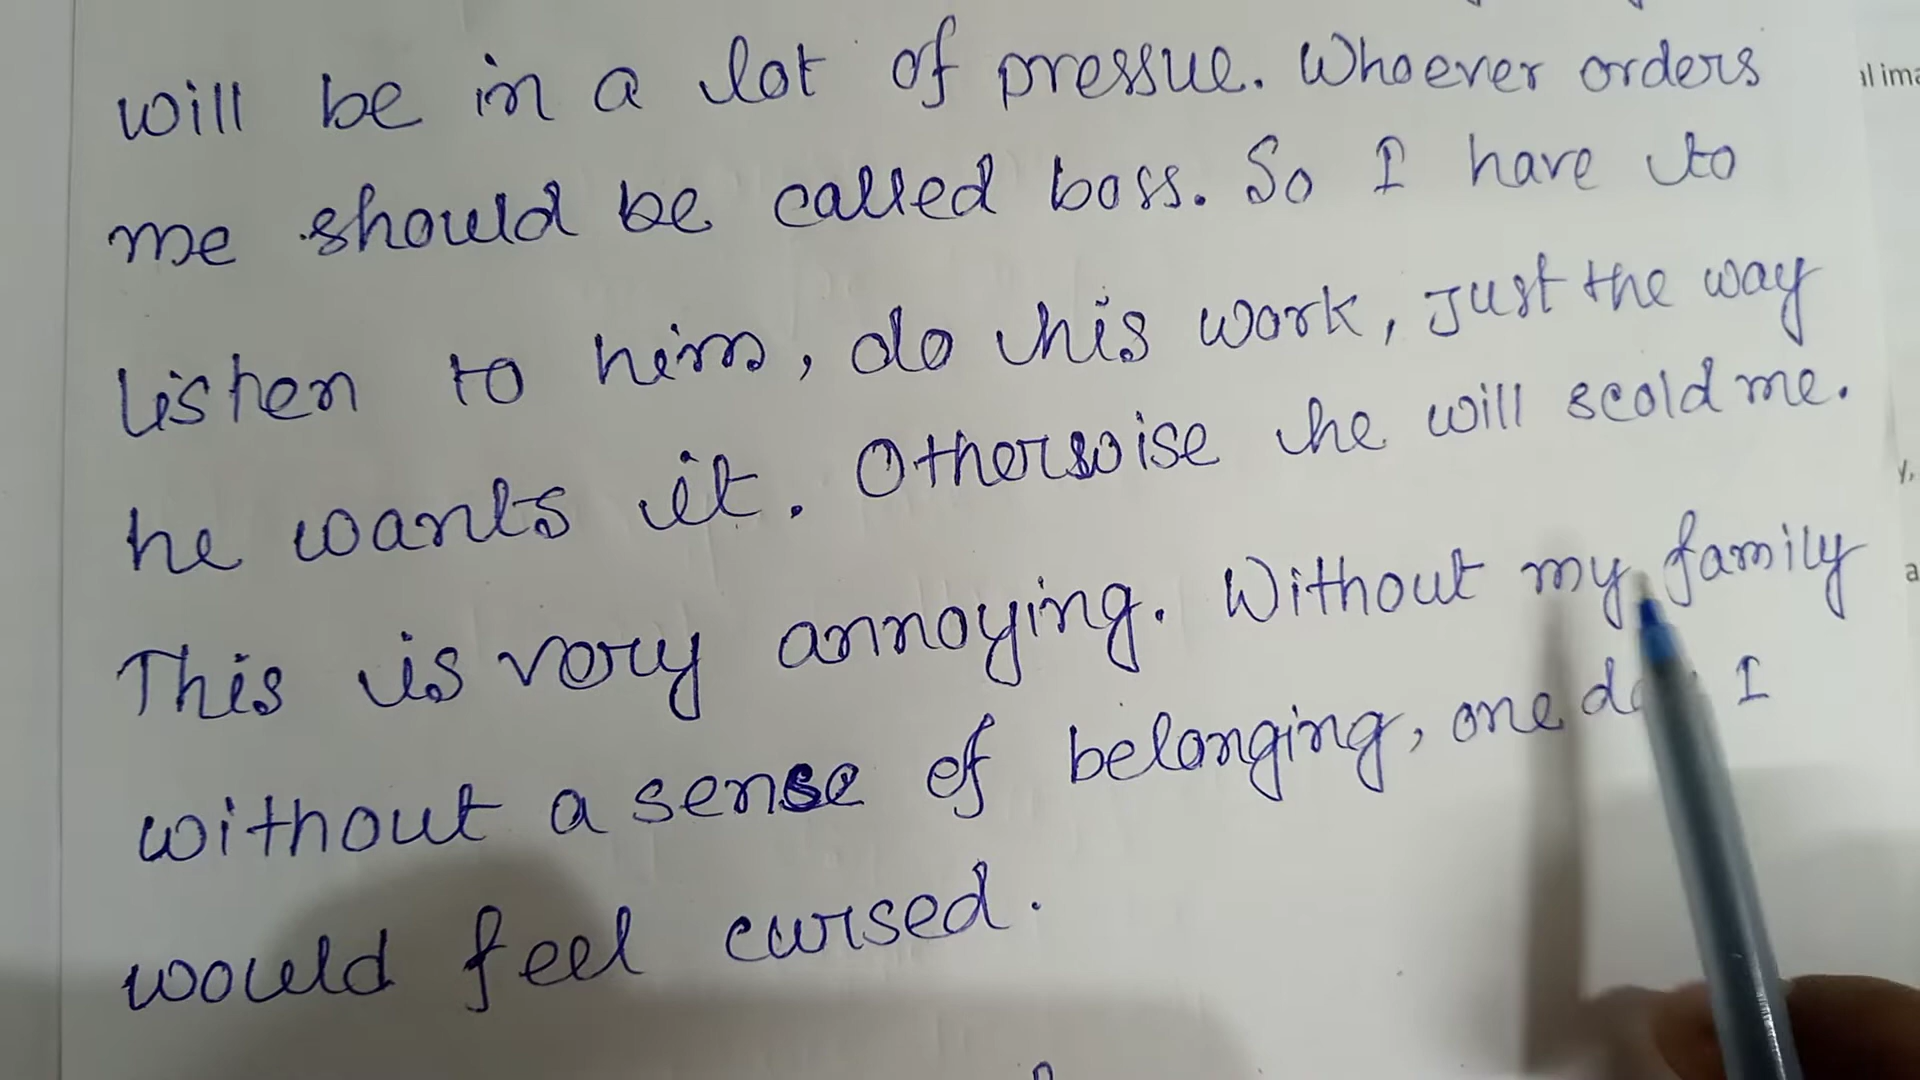 will be in a lot of pressue. Whoever orders
me should be called boss. So I have to
listen to him, do his work, Just the way
he wants it. Otherwise he will scold me.
This is very annoying. Without my family
without a sense of belonging, one I
would feel cursed.